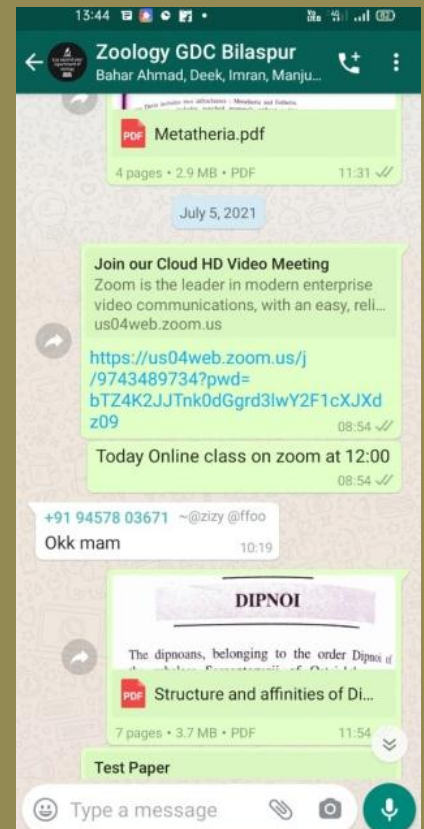 13:44
Zoology GDC Bilaspur
Bahar Ahmad, Deek, Imran, Manju...
PDF Metatheria.pdf
4 pages • 2.9 MB • PDF 11:31
July 5, 2021
Join our Cloud HD Video Meeting
Zoom is the leader in modern enterprise
video communications, with an easy, reli...
us04web.zoom.us
https://us04web.zoom.us/j
/9743489734?pwd=
bTZ4K2JJTnk0dGgrd3lwY2F1cXJXd
z09
08:54
Today Online class on zoom at 12:00
08:54
+91 94578 03671 ~@zizy @ffoo
Okk mam
10:19
DIPNOI
The dipnoans, belonging to the order Dipnoi of
PDF Structure and affinities of Di...
7 pages • 3.7 MB • PDF 11:54
Test Paper
Type a message